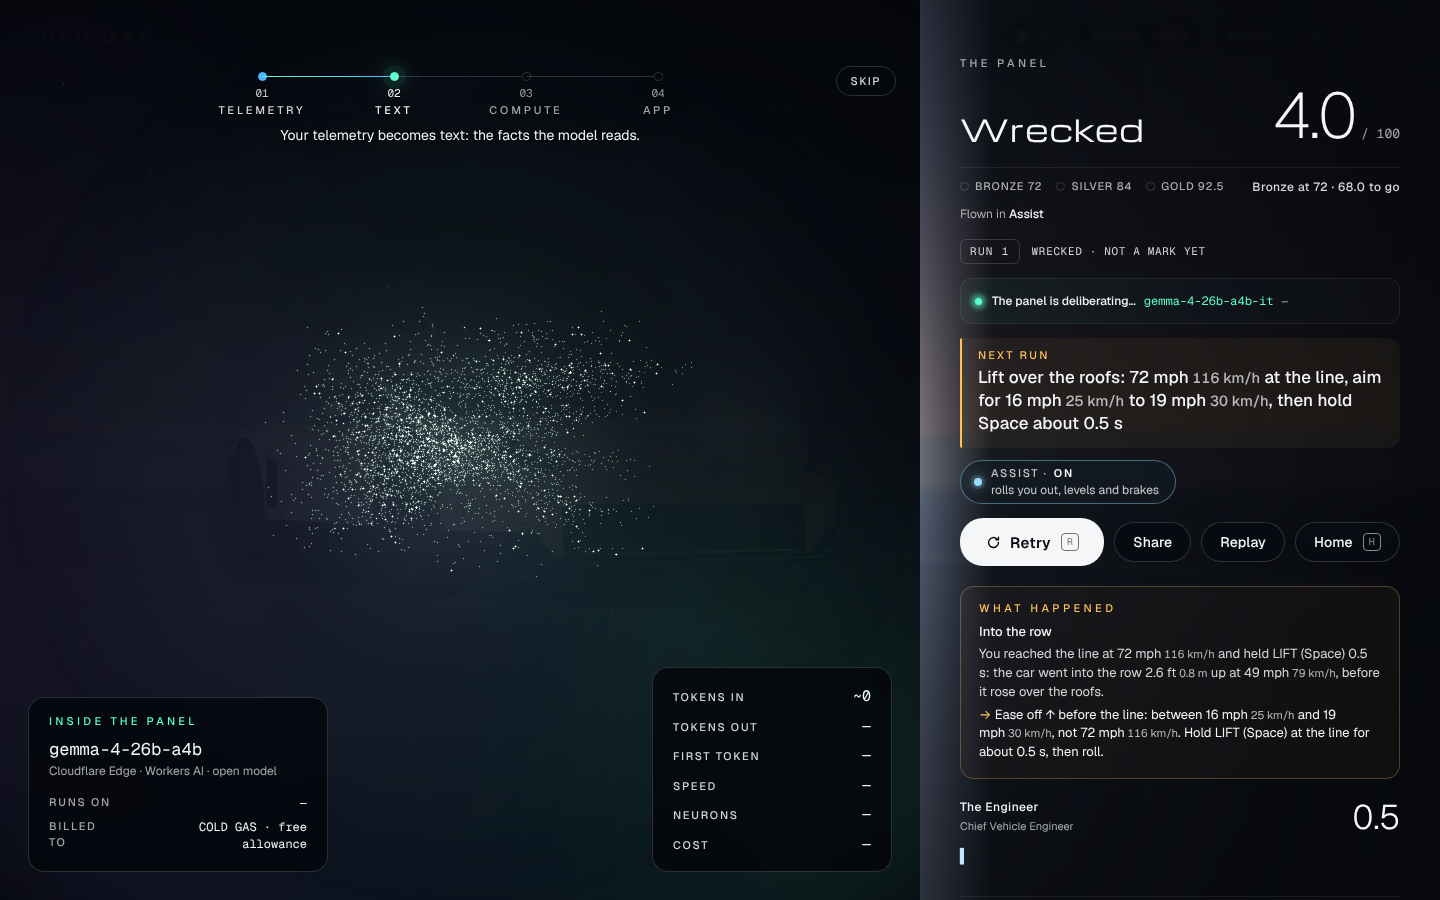 COLD GAS
01
TELEMETRY
02
TEXT
03
COMPUTE
04
APP
SKIP
Your telemetry becomes text: the facts the model reads.
INSIDE THE PANEL
gemma-4-26b-a4b
Cloudflare Edge · Workers AI · open model
RUNS ON –
BILLED TO COLD GAS · free allowance
TOKENS IN ~0
TOKENS OUT –
FIRST TOKEN –
SPEED –
NEURONS –
COST –
THE PANEL
Wrecked
4.0 / 100
BRONZE 72 SILVER 84 GOLD 92.5 Bronze at 72 · 68.0 to go
Flown in Assist
RUN 1 WRECKED · NOT A MARK YET
The panel is deliberating… gemma-4-26b-a4b-it –
NEXT RUN
Lift over the roofs: 72 mph 116 km/h at the line, aim
for 16 mph 25 km/h to 19 mph 30 km/h, then hold
Space about 0.5 s
ASSIST · ON
rolls you out, levels and brakes
Retry R
Share
Replay
Home H
WHAT HAPPENED
Into the row
You reached the line at 72 mph 116 km/h and held LIFT (Space) 0.5
s: the car went into the row 2.6 ft 0.8 m up at 49 mph 79 km/h, before
it rose over the roofs.
→ Ease off ↑ before the line: between 16 mph 25 km/h and 19
mph 30 km/h, not 72 mph 116 km/h. Hold LIFT (Space) at the line for
about 0.5 s, then roll.
The Engineer
Chief Vehicle Engineer
0.5